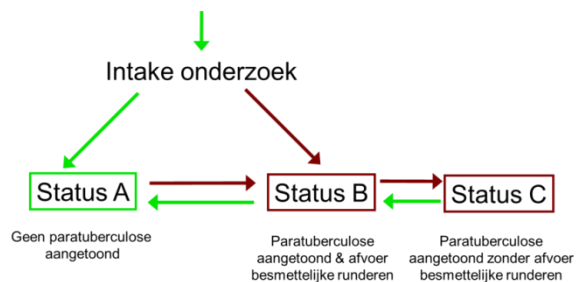 Intake onderzoek
Status A
Status B
Status C
Geen paratuberculose
aangetoond
Paratuberculose
aangetoond & afvoer
besmettelijke runderen
Paratuberculose
aangetoond zonder afvoer
besmettelijke runderen